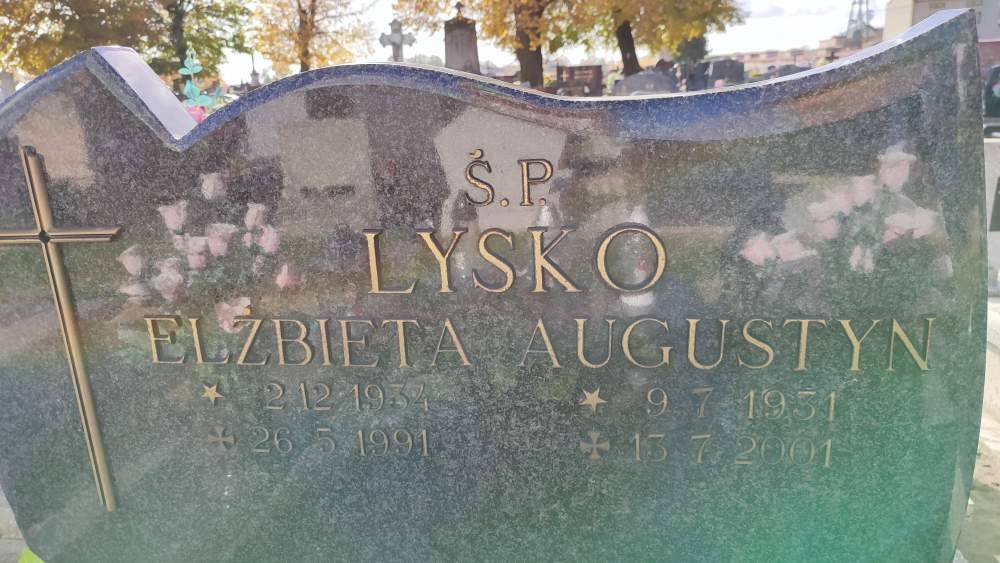 Ś.P.
LYSKO
ELŻBIETA AUGUSTYN
2 12 1934 9 7 1931
26 5 1991 13 7 2001